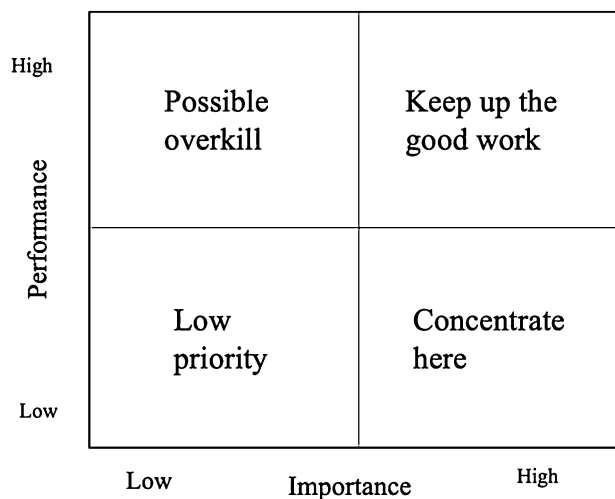 High
Possible
overkill
Keep up the
good work
Performance
Low
priority
Concentrate
here
Low
Low
Importance
High